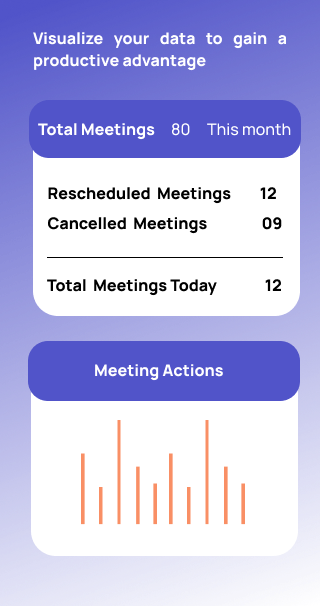 Visualize your data to gain a
productive advantage
Total Meetings 80 This month
Rescheduled Meetings 12
Cancelled Meetings 09
Total Meetings Today 12
Meeting Actions